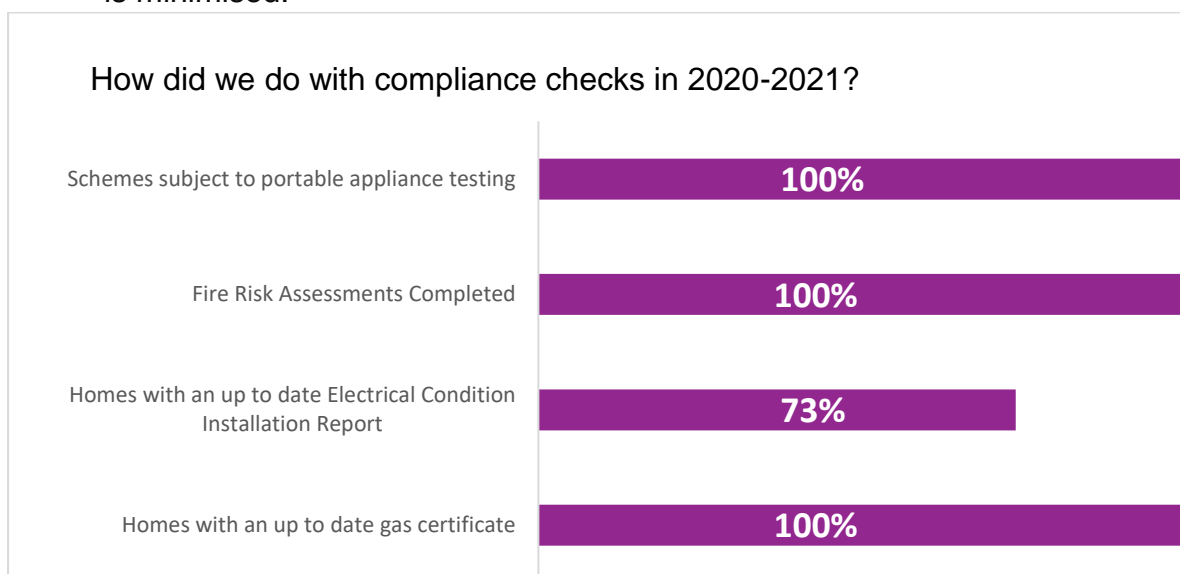 is minimised.
How did we do with compliance checks in 2020-2021?
Schemes subject to portable appliance testing
100%
Fire Risk Assessments Completed
100%
Homes with an up to date Electrical Condition
Installation Report
73%
Homes with an up to date gas certificate
100%